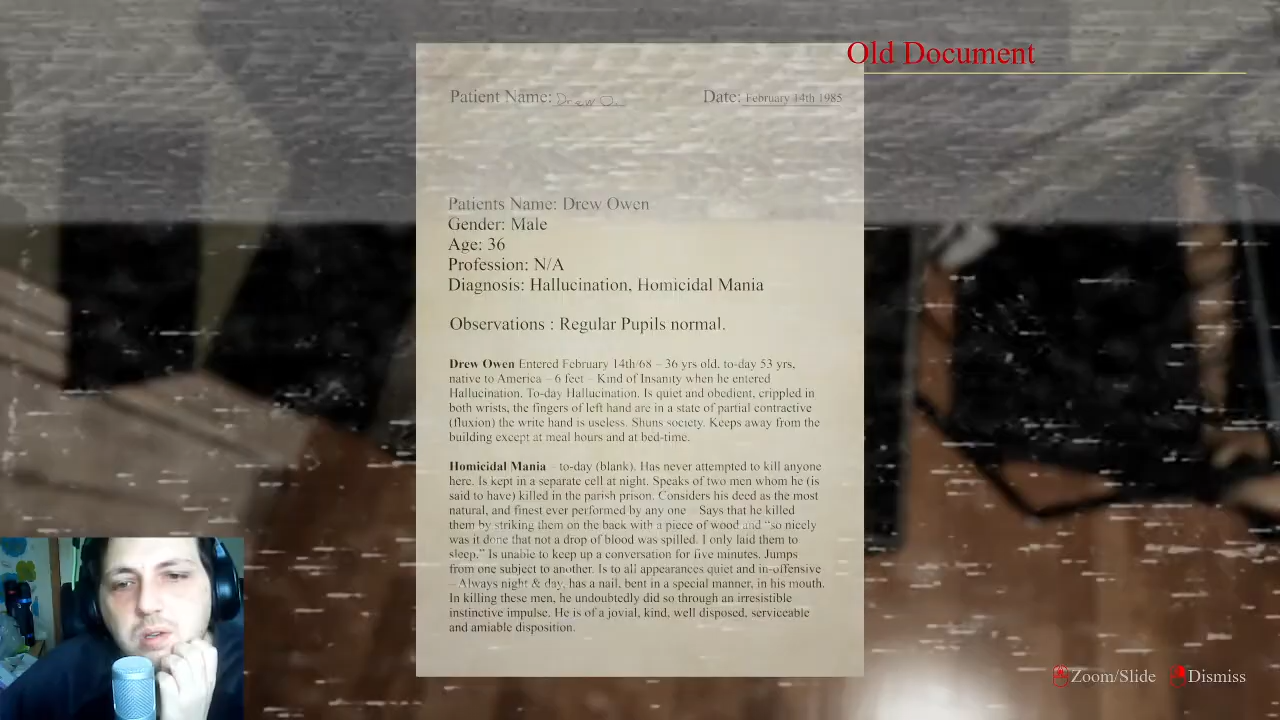 Old Document
Patient Name: Drew O.
Date: February 14th 1985
Patients Name: Drew Owen
Gender: Male
Age: 36
Profession: N/A
Diagnosis: Hallucination, Homicidal Mania
Observations : Regular Pupils normal.
Drew Owen Entered February 14th/68 – 36 yrs old, to-day 53 yrs,
native to America – 6 feet – Kind of Insanity when he entered
Hallucination. To-day Hallucination. Is quiet and obedient, crippled in
both wrists, the fingers of left hand are in a state of partial contractive
(fluxion) the write hand is useless. Shuns society. Keeps away from the
building except at meal hours and at bed-time.
Homicidal Mania – to-day (blank). Has never attempted to kill anyone
here. Is kept in a separate cell at night. Speaks of two men whom he (is
said to have) killed in the parish prison. Considers his deed as the most
natural, and finest ever performed by any one – Says that he killed
them by striking them on the back with a piece of wood and “so nicely
was it done that not a drop of blood was spilled. I only laid them to
sleep.” Is unable to keep up a conversation for five minutes. Jumps
from one subject to another. Is to all appearances quiet and in-offensive
– Always night & day, has a nail, bent in a special manner, in his mouth.
In killing these men, he undoubtedly did so through an irresistible
instinctive impulse. He is of a jovial, kind, well disposed, serviceable
and amiable disposition.
Zoom/Slide Dismiss